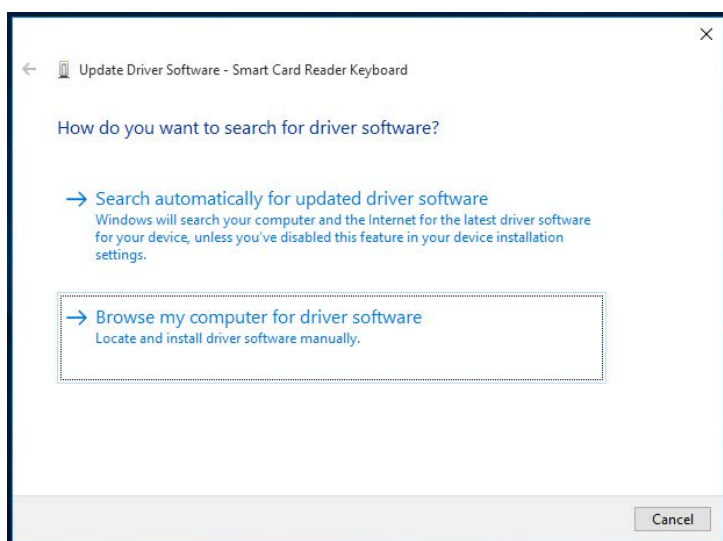 Update Driver Software - Smart Card Reader Keyboard
How do you want to search for driver software?
Search automatically for updated driver software
Windows will search your computer and the Internet for the latest driver software
for your device, unless you've disabled this feature in your device installation
settings.
Browse my computer for driver software
Locate and install driver software manually.
Cancel